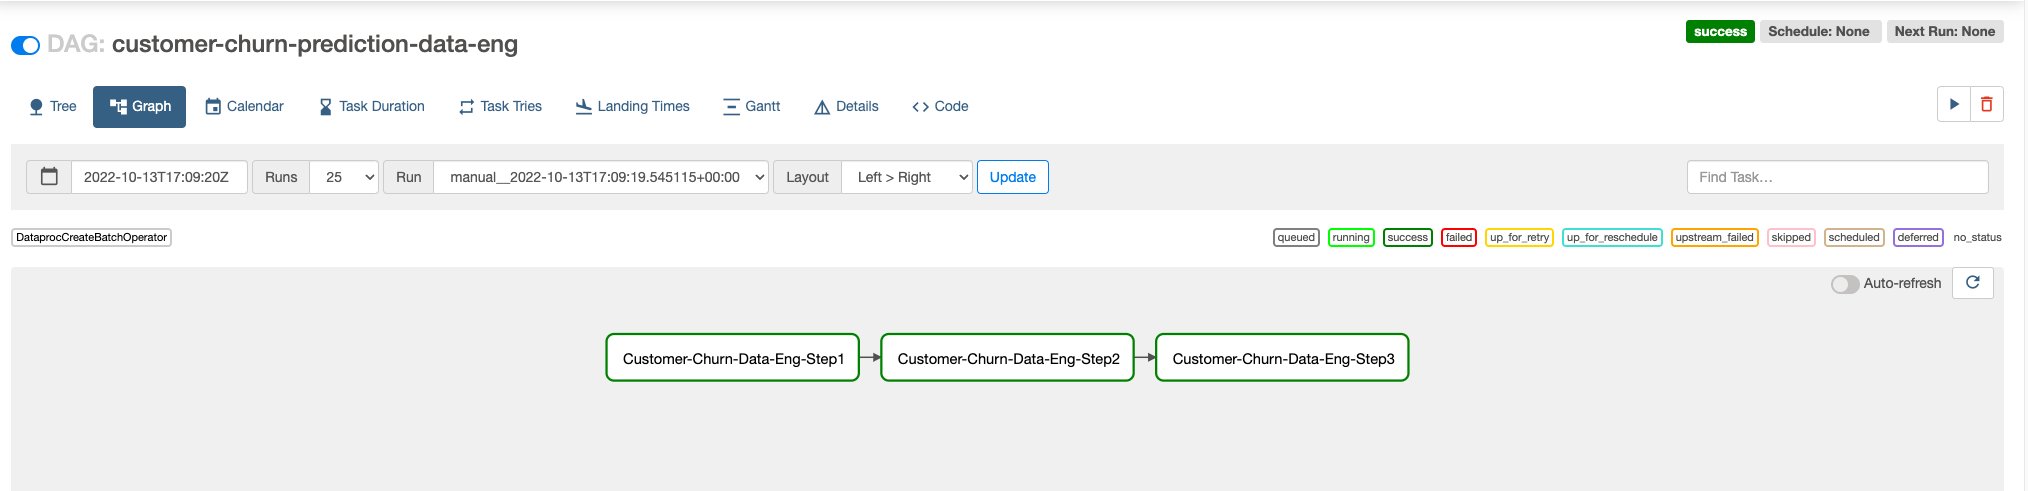 DAG: customer-churn-prediction-data-eng
success Schedule: None Next Run: None
Tree Graph Calendar Task Duration Task Tries Landing Times Gantt Details Code
2022-10-13T17:09:20Z Runs 25 Run manual__2022-10-13T17:09:19.545115+00:00 Layout Left > Right Update Find Task...
DataprocCreateBatchOperator queued running success failed up_for_retry up_for_reschedule upstream_failed skipped scheduled deferred no_status
Auto-refresh
Customer-Churn-Data-Eng-Step1 Customer-Churn-Data-Eng-Step2 Customer-Churn-Data-Eng-Step3